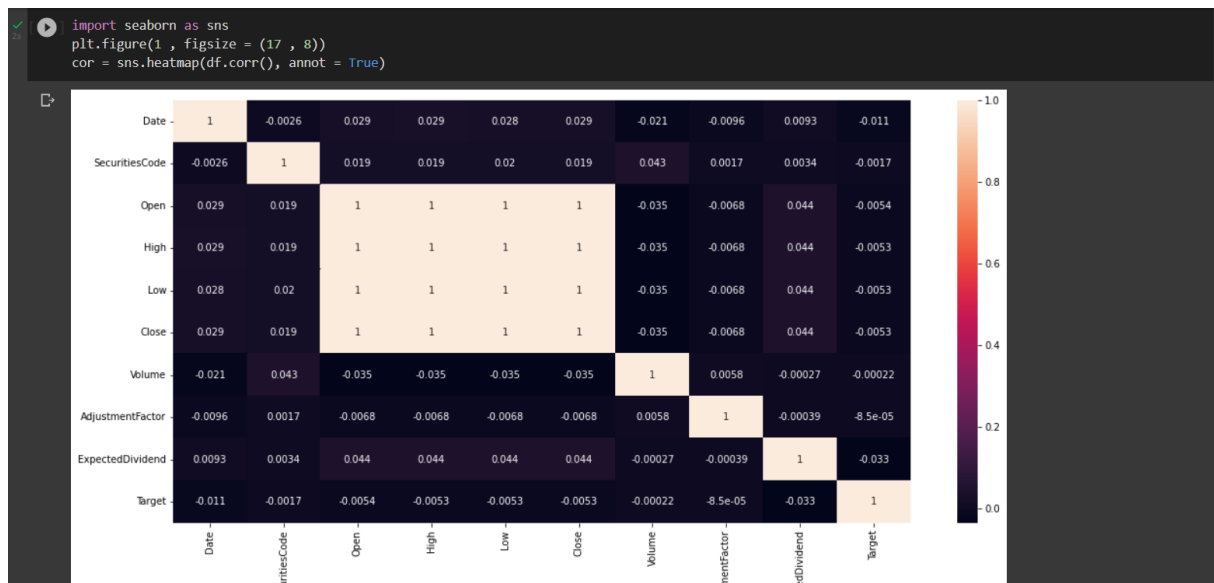 import seaborn as sns
2s
plt.figure(1 , figsize = (17 , 8))
cor = sns.heatmap(df.corr(), annot = True)
Date 1 -0.0026 0.029 0.029 0.028 0.029 -0.021 -0.0096 0.0093 -0.011
SecuritiesCode -0.0026 1 0.019 0.019 0.02 0.019 0.043 0.0017 0.0034 -0.0017
Open 0.029 0.019 1 1 1 1 -0.035 -0.0068 0.044 -0.0054
High 0.029 0.019 1 1 1 1 -0.035 -0.0068 0.044 -0.0053
Low 0.028 0.02 1 1 1 1 -0.035 -0.0068 0.044 -0.0053
Close 0.029 0.019 1 1 1 1 -0.035 -0.0068 0.044 -0.0053
Volume -0.021 0.043 -0.035 -0.035 -0.035 -0.035 1 0.0058 -0.00027 -0.00022
AdjustmentFactor -0.0096 0.0017 -0.0068 -0.0068 -0.0068 -0.0068 0.0058 1 -0.00039 -8.5e-05
ExpectedDividend 0.0093 0.0034 0.044 0.044 0.044 0.044 -0.00027 -0.00039 1 -0.033
Target -0.011 -0.0017 -0.0054 -0.0053 -0.0053 -0.0053 -0.00022 -8.5e-05 -0.033 1
Date
uritiesCode
Open
High
Low
Close
Volume
mentFactor
edDividend
Target
1.0
0.8
0.6
0.4
0.2
0.0